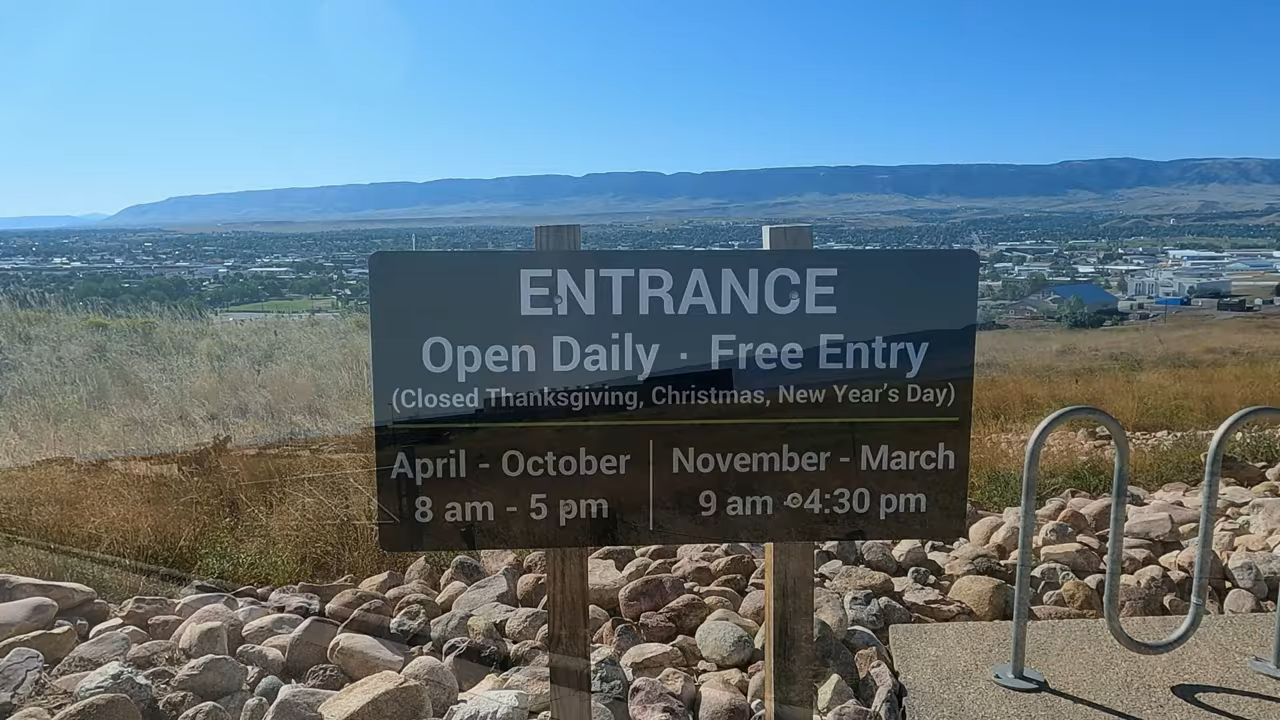 ENTRANCE
Open Daily · Free Entry
(Closed Thanksgiving, Christmas, New Year's Day)
April - October
8 am - 5 pm
November - March
9 am - 4:30 pm